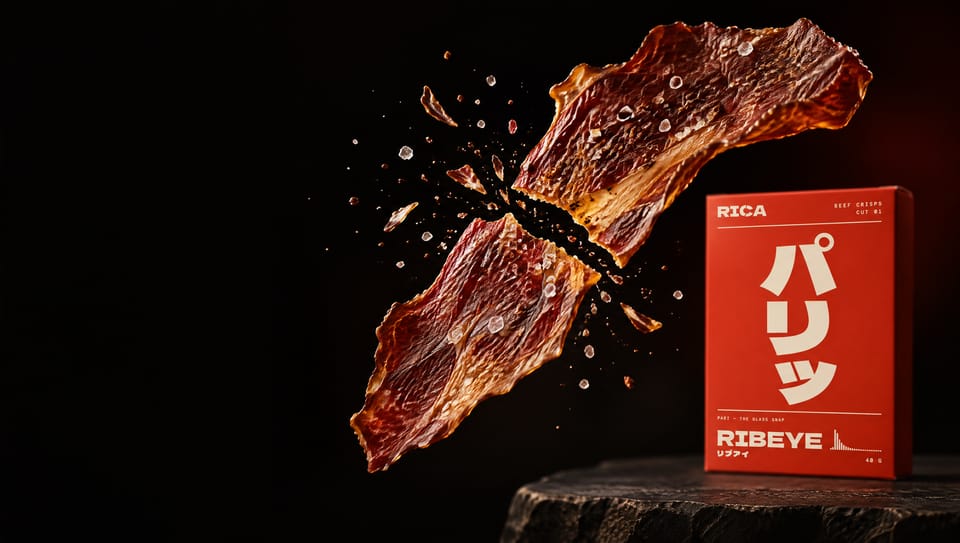 RICA
BEEF CRISPS
CUT 01
パリッ
PARI — THE GLASS SNAP
RIBEYE
リブアイ
40 G